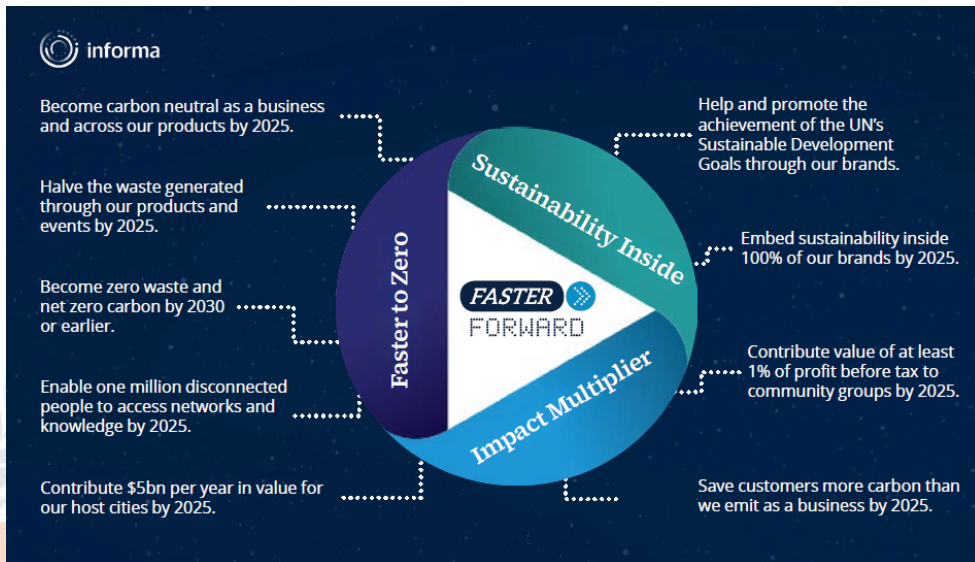 informa
Become carbon neutral as a business
and across our products by 2025.
Halve the waste generated
through our products and
events by 2025.
Become zero waste and
net zero carbon by 2030
or earlier.
Enable one million disconnected
people to access networks and
knowledge by 2025.
Contribute $5bn per year in value for
our host cities by 2025.
Faster to Zero
Sustainability Inside
Impact Multiplier
FASTER
FORWARD
Help and promote the
achievement of the UN's
Sustainable Development
Goals through our brands.
Embed sustainability inside
100% of our brands by 2025.
Contribute value of at least
1% of profit before tax to
community groups by 2025.
Save customers more carbon than
we emit as a business by 2025.